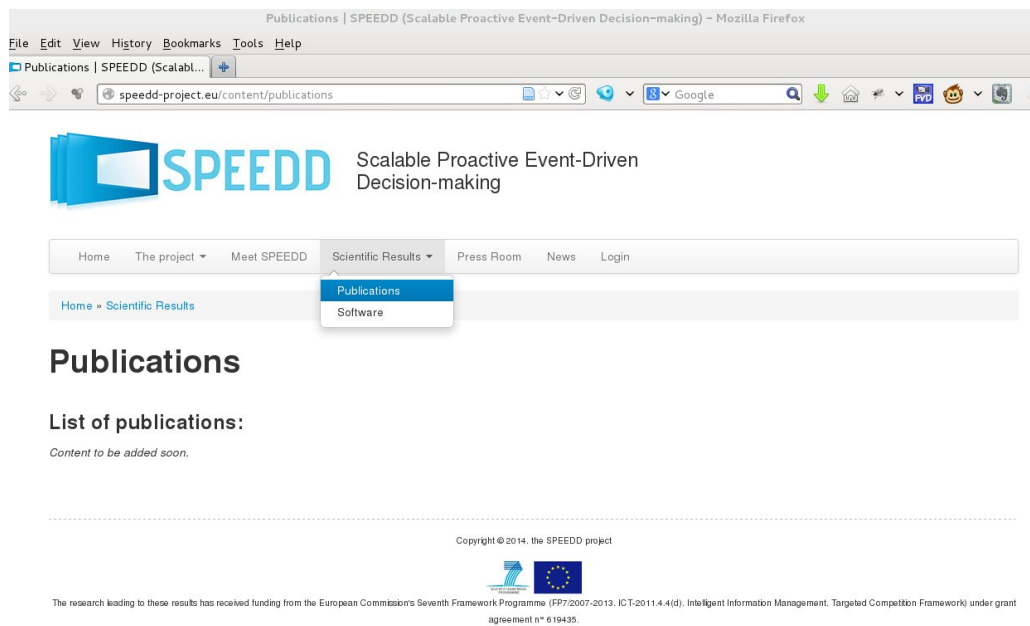 Publications | SPEEDD (Scalable Proactive Event-Driven Decision-making) - Mozilla Firefox
File Edit View History Bookmarks Tools Help
Publications | SPEEDD (Scalabl...
speedd-project.eu/content/publications
Google
FVD
SPEEDD
Scalable Proactive Event-Driven
Decision-making
Home The project Meet SPEEDD Scientific Results Press Room News Login
Publications
Software
Home » Scientific Results
Publications
List of publications:
Content to be added soon.
Copyright © 2014, the SPEEDD project
The research leading to these results has received funding from the European Commission's Seventh Framework Programme (FP7/2007-2013, ICT-2011.4.4(d), Intelligent Information Management, Targeted Competition Framework) under grant
agreement n° 619435.